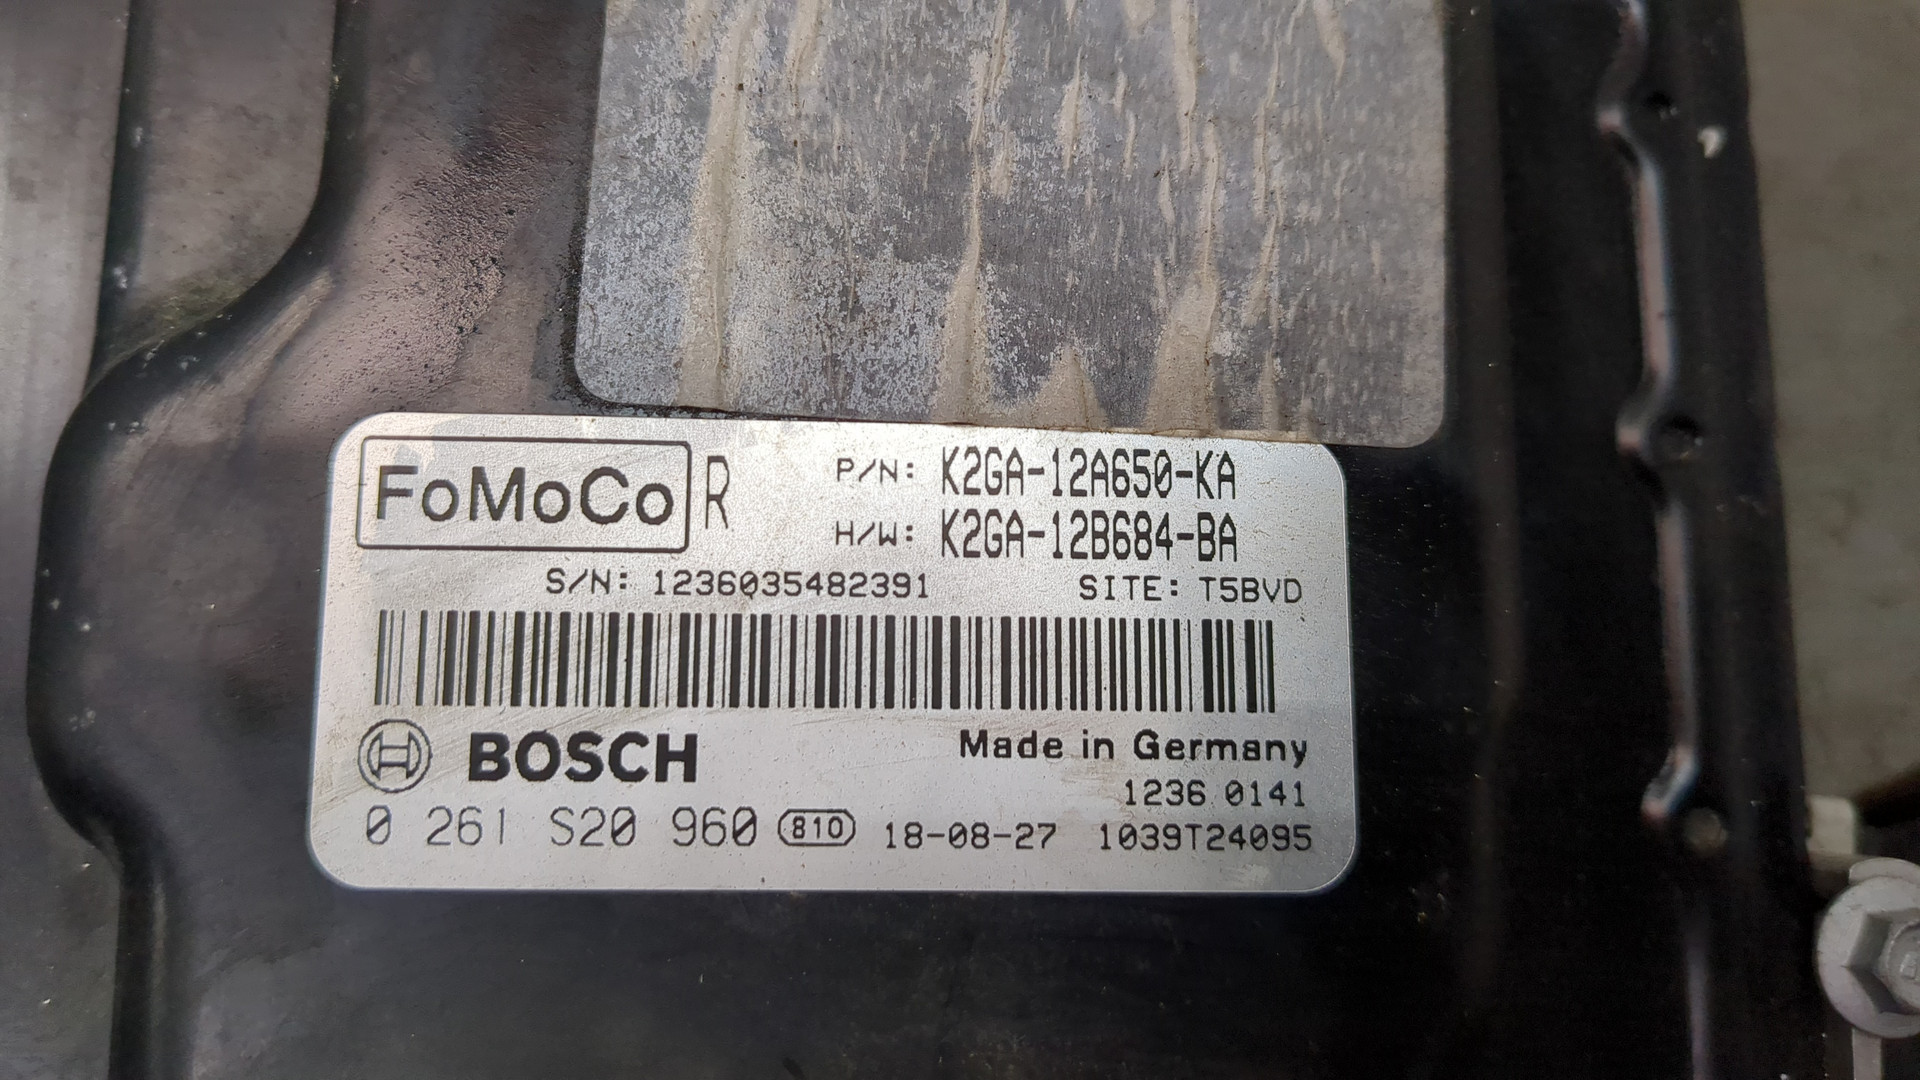 FoMoCo R P/N: K2GA-12A650-KA
H/W: K2GA-12B684-BA
S/N: 1236035482391 SITE: T5BVD
BOSCH Made in Germany
1236 0141
0 261 S20 960 810 18-08-27 1039T24095